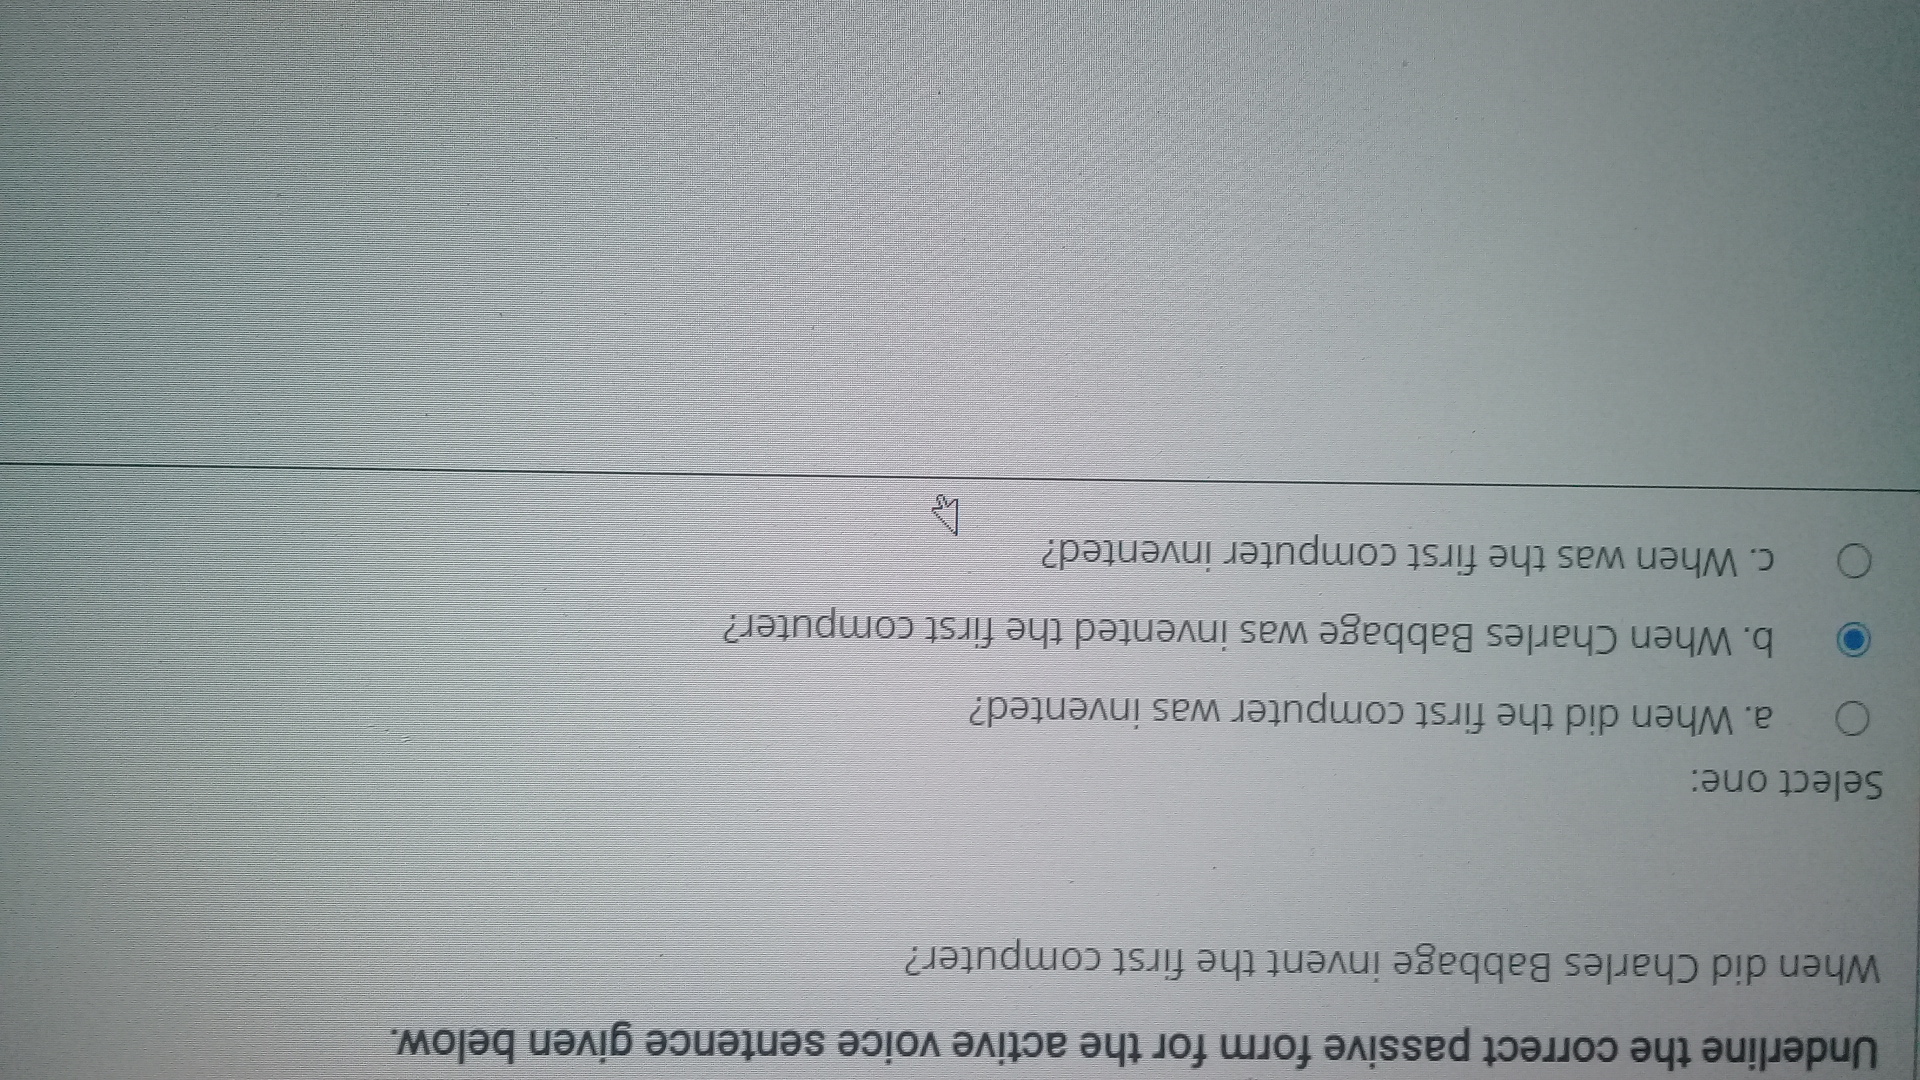 Underline the correct passive form for the active voice sentence given below.
When did Charles Babbage invent the first computer?
Select one:
a. When did the first computer was invented?
b. When Charles Babbage was invented the first computer?
c. When was the first computer invented?